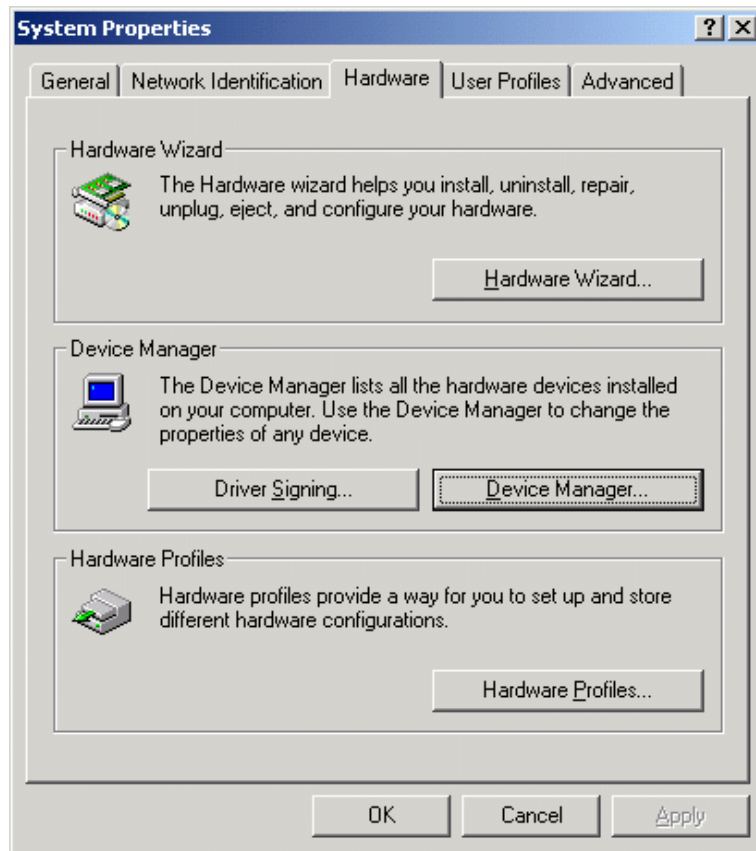 System Properties
General Network Identification Hardware User Profiles Advanced
Hardware Wizard
The Hardware wizard helps you install, uninstall, repair,
unplug, eject, and configure your hardware.
Hardware Wizard...
Device Manager
The Device Manager lists all the hardware devices installed
on your computer. Use the Device Manager to change the
properties of any device.
Driver Signing... Device Manager...
Hardware Profiles
Hardware profiles provide a way for you to set up and store
different hardware configurations.
Hardware Profiles...
OK Cancel Apply